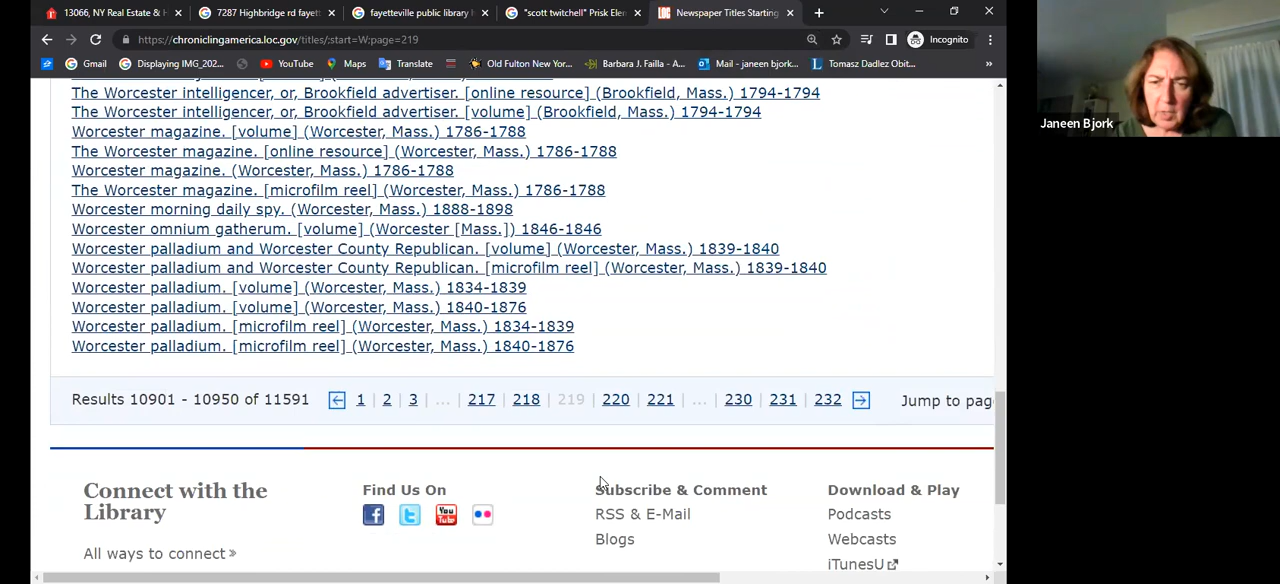 13066, NY Real Estate & H
7287 Highbridge rd fayett
fayetteville public library
"scott twitchell" Prisk Elem
LOC Newspaper Titles Starting
https://chroniclingamerica.loc.gov/titles/;start=W;page=219
Incognito
Gmail
Displaying IMG_202...
YouTube
Maps
Translate
Old Fulton New Yor...
Barbara J. Failla - A...
Mail - janeen bjork...
Tomasz Dadlez Obit...
The Worcester intelligencer, or, Brookfield advertiser. [online resource] (Brookfield, Mass.) 1794-1794
The Worcester intelligencer, or, Brookfield advertiser. [volume] (Brookfield, Mass.) 1794-1794
Worcester magazine. [volume] (Worcester, Mass.) 1786-1788
The Worcester magazine. [online resource] (Worcester, Mass.) 1786-1788
Worcester magazine. (Worcester, Mass.) 1786-1788
The Worcester magazine. [microfilm reel] (Worcester, Mass.) 1786-1788
Worcester morning daily spy. (Worcester, Mass.) 1888-1898
Worcester omnium gatherum. [volume] (Worcester [Mass.]) 1846-1846
Worcester palladium and Worcester County Republican. [volume] (Worcester, Mass.) 1839-1840
Worcester palladium and Worcester County Republican. [microfilm reel] (Worcester, Mass.) 1839-1840
Worcester palladium. [volume] (Worcester, Mass.) 1834-1839
Worcester palladium. [volume] (Worcester, Mass.) 1840-1876
Worcester palladium. [microfilm reel] (Worcester, Mass.) 1834-1839
Worcester palladium. [microfilm reel] (Worcester, Mass.) 1840-1876
Results 10901 - 10950 of 11591 1 | 2 | 3 | ... | 217 | 218 | 219 | 220 | 221 | ... | 230 | 231 | 232 Jump to pag
Connect with the
Library
All ways to connect »
Find Us On
You Tube
Subscribe & Comment
RSS & E-Mail
Blogs
Download & Play
Podcasts
Webcasts
iTunesU
Janeen Bjork